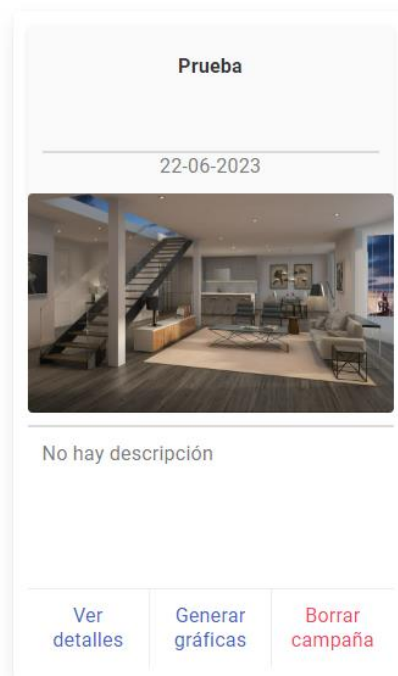 Prueba
22-06-2023
No hay descripción
Ver
detalles
Generar
gráficas
Borrar
campaña